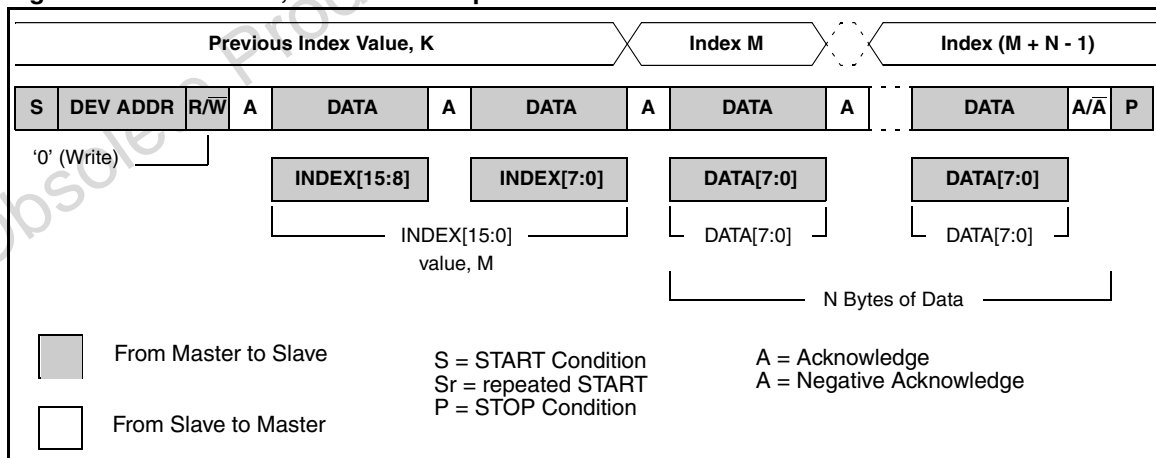 Previous Index Value, K Index M Index (M + N - 1)
S DEV ADDR R/W̅ A DATA A DATA A DATA A DATA A/A̅ P
'0' (Write)
INDEX[15:8] INDEX[7:0] DATA[7:0] DATA[7:0]
INDEX[15:0] DATA[7:0] DATA[7:0]
value, M
N Bytes of Data
From Master to Slave
From Slave to Master
S = START Condition
Sr = repeated START
P = STOP Condition
A = Acknowledge
A = Negative Acknowledge
Obsolete